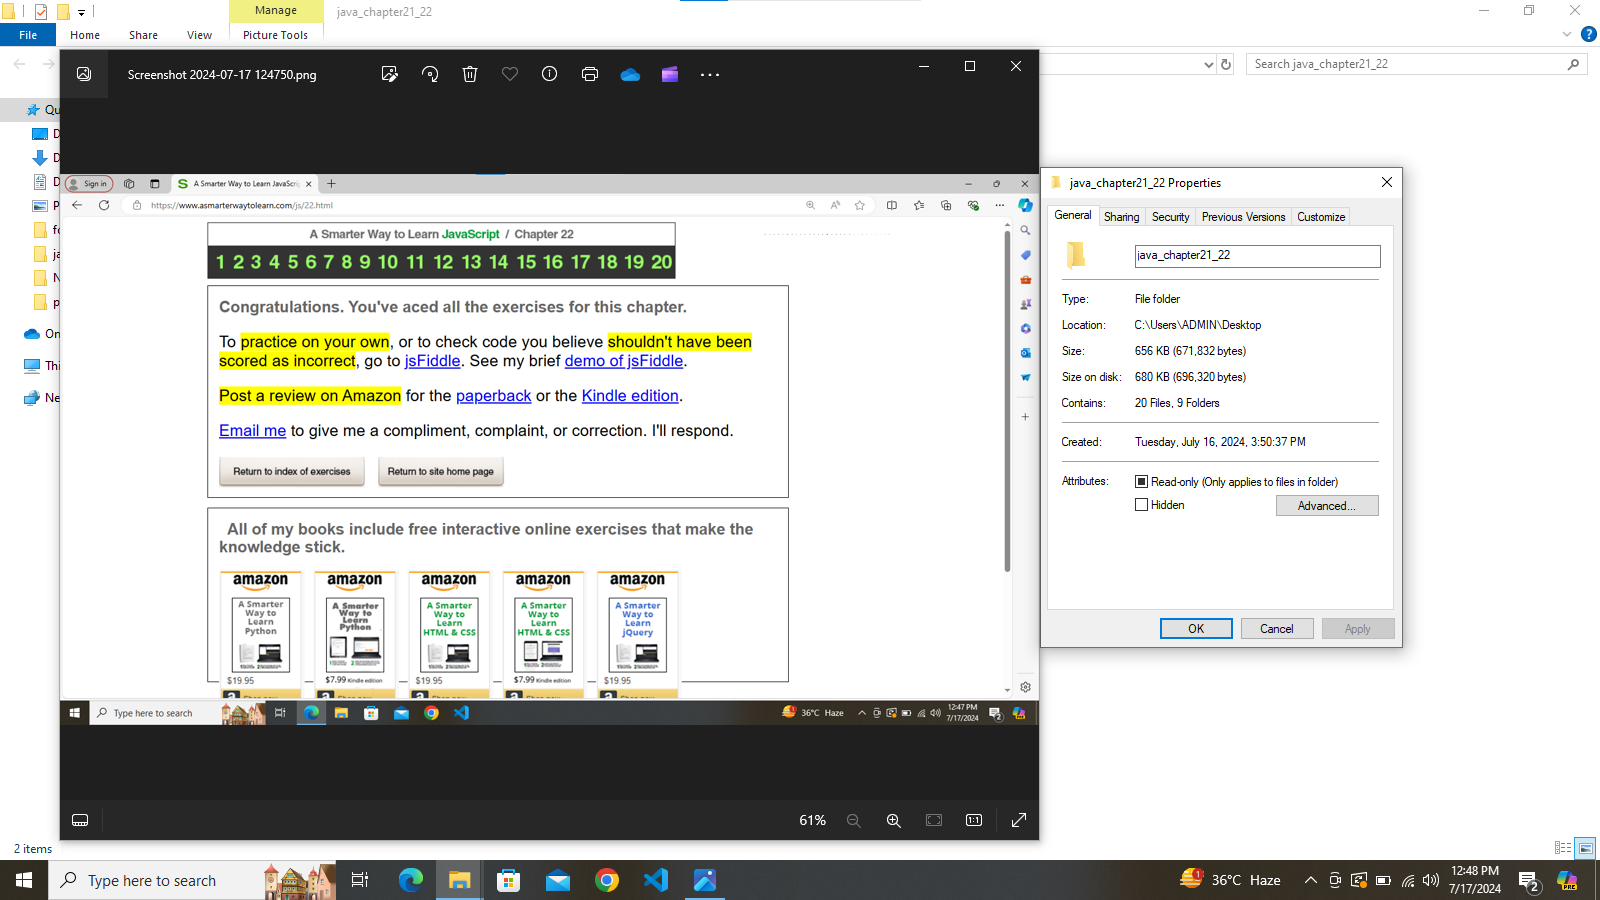 Manage
java_chapter21_22
File
Home
Share
View
Picture Tools
Search java_chapter21_22
Screenshot 2024-07-17 124750.png
Sign in
A Smarter Way to Learn JavaScri
https://www.asmarterwaytolearn.com/js/22.html
A Smarter Way to Learn JavaScript / Chapter 22
1 2 3 4 5 6 7 8 9 10 11 12 13 14 15 16 17 18 19 20
Congratulations. You've aced all the exercises for this chapter.
To practice on your own, or to check code you believe shouldn't have been
scored as incorrect, go to jsFiddle. See my brief demo of jsFiddle.
Post a review on Amazon for the paperback or the Kindle edition.
Email me to give me a compliment, complaint, or correction. I'll respond.
Return to index of exercises
Return to site home page
All of my books include free interactive online exercises that make the
knowledge stick.
amazon
A Smarter
Way to
Learn
Python
$19.95
amazon
A Smarter
Way to
Learn
Python
$7.99 Kindle edition
amazon
A Smarter
Way to
Learn
HTML & CSS
$19.95
amazon
A Smarter
Way to
Learn
HTML & CSS
$7.99 Kindle edition
amazon
A Smarter
Way to
Learn
jQuery
$19.95
Type here to search
36°C Haze
12:47 PM
7/17/2024
2
61%
java_chapter21_22 Properties
General
Sharing
Security
Previous Versions
Customize
java_chapter21_22
Type: File folder
Location: C:\Users\ADMIN\Desktop
Size: 656 KB (671,832 bytes)
Size on disk: 680 KB (696,320 bytes)
Contains: 20 Files, 9 Folders
Created: Tuesday, July 16, 2024, 3:50:37 PM
Attributes: Read-only (Only applies to files in folder)
Hidden
Advanced...
OK
Cancel
Apply
2 items
Type here to search
1
36°C Haze
12:48 PM
7/17/2024
2
PRE